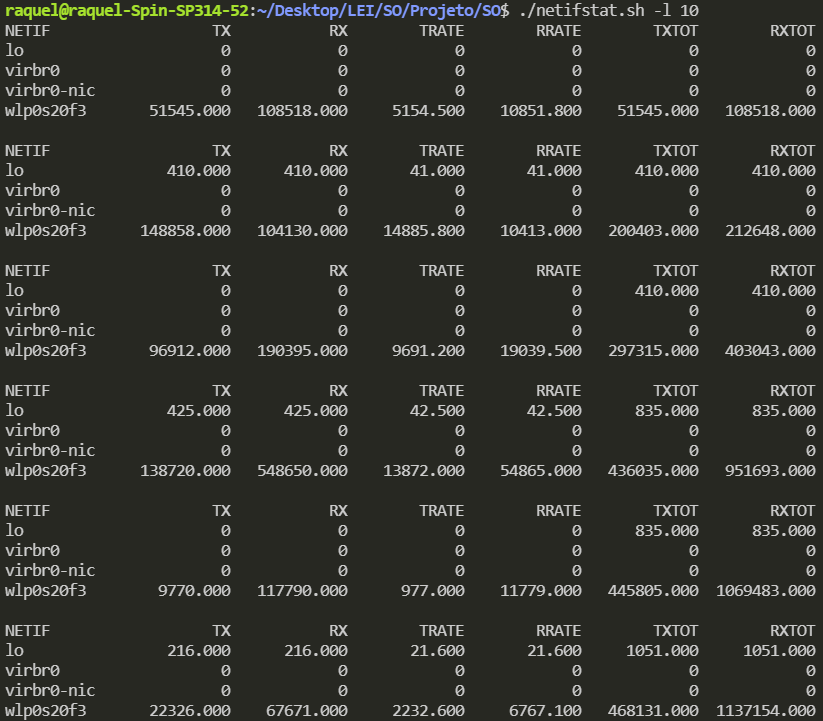 raquel@raquel-Spin-SP314-52:~/Desktop/LEI/SO/Projeto/SO$ ./netifstat.sh -l 10
NETIF TX RX TRATE RRATE TXTOT RXTOT
lo 0 0 0 0 0 0
virbr0 0 0 0 0 0 0
virbr0-nic 0 0 0 0 0 0
wlp0s20f3 51545.000 108518.000 5154.500 10851.800 51545.000 108518.000
NETIF TX RX TRATE RRATE TXTOT RXTOT
lo 410.000 410.000 41.000 41.000 410.000 410.000
virbr0 0 0 0 0 0 0
virbr0-nic 0 0 0 0 0 0
wlp0s20f3 148858.000 104130.000 14885.800 10413.000 200403.000 212648.000
NETIF TX RX TRATE RRATE TXTOT RXTOT
lo 0 0 0 0 410.000 410.000
virbr0 0 0 0 0 0 0
virbr0-nic 0 0 0 0 0 0
wlp0s20f3 96912.000 190395.000 9691.200 19039.500 297315.000 403043.000
NETIF TX RX TRATE RRATE TXTOT RXTOT
lo 425.000 425.000 42.500 42.500 835.000 835.000
virbr0 0 0 0 0 0 0
virbr0-nic 0 0 0 0 0 0
wlp0s20f3 138720.000 548650.000 13872.000 54865.000 436035.000 951693.000
NETIF TX RX TRATE RRATE TXTOT RXTOT
lo 0 0 0 0 835.000 835.000
virbr0 0 0 0 0 0 0
virbr0-nic 0 0 0 0 0 0
wlp0s20f3 9770.000 117790.000 977.000 11779.000 445805.000 1069483.000
NETIF TX RX TRATE RRATE TXTOT RXTOT
lo 216.000 216.000 21.600 21.600 1051.000 1051.000
virbr0 0 0 0 0 0 0
virbr0-nic 0 0 0 0 0 0
wlp0s20f3 22326.000 67671.000 2232.600 6767.100 468131.000 1137154.000